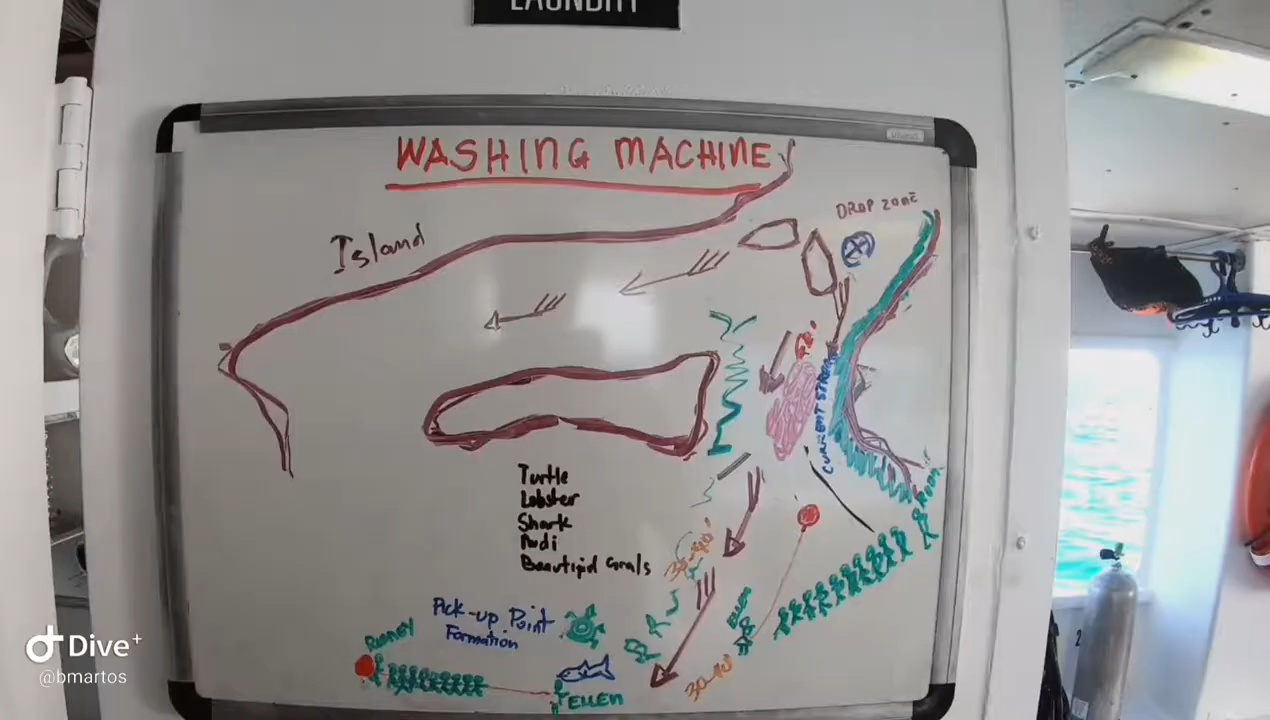 LAUNDRY
WASHING MACHINE
DROP ZONE
Island
CURRENT STRONG
Turtle
Lobster
Shark
Nudi
Beautiful Corals
30-40'
Pick-up Point
Formation
ELLEN
30-40'
ELLEN
Dive+
@bmartos